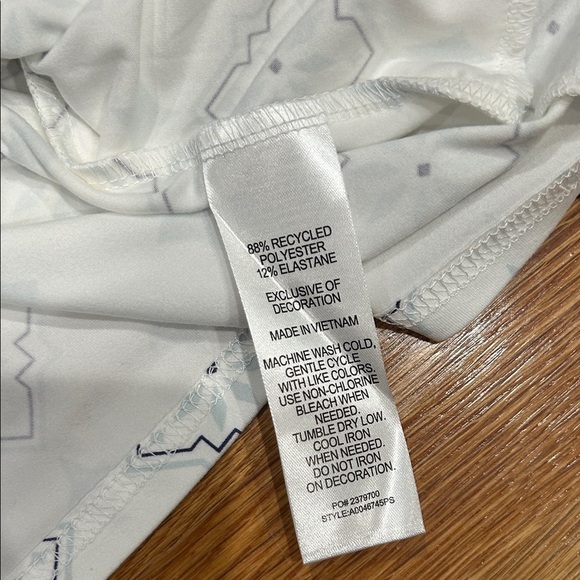 88% RECYCLED
POLYESTER
12% ELASTANE
EXCLUSIVE OF
DECORATION
MADE IN VIETNAM
MACHINE WASH COLD,
GENTLE CYCLE
WITH LIKE COLORS.
USE NON-CHLORINE
BLEACH WHEN
NEEDED.
TUMBLE DRY LOW.
COOL IRON
WHEN NEEDED.
DO NOT IRON
ON DECORATION.
PO# 2379700
STYLE:A0046745PS